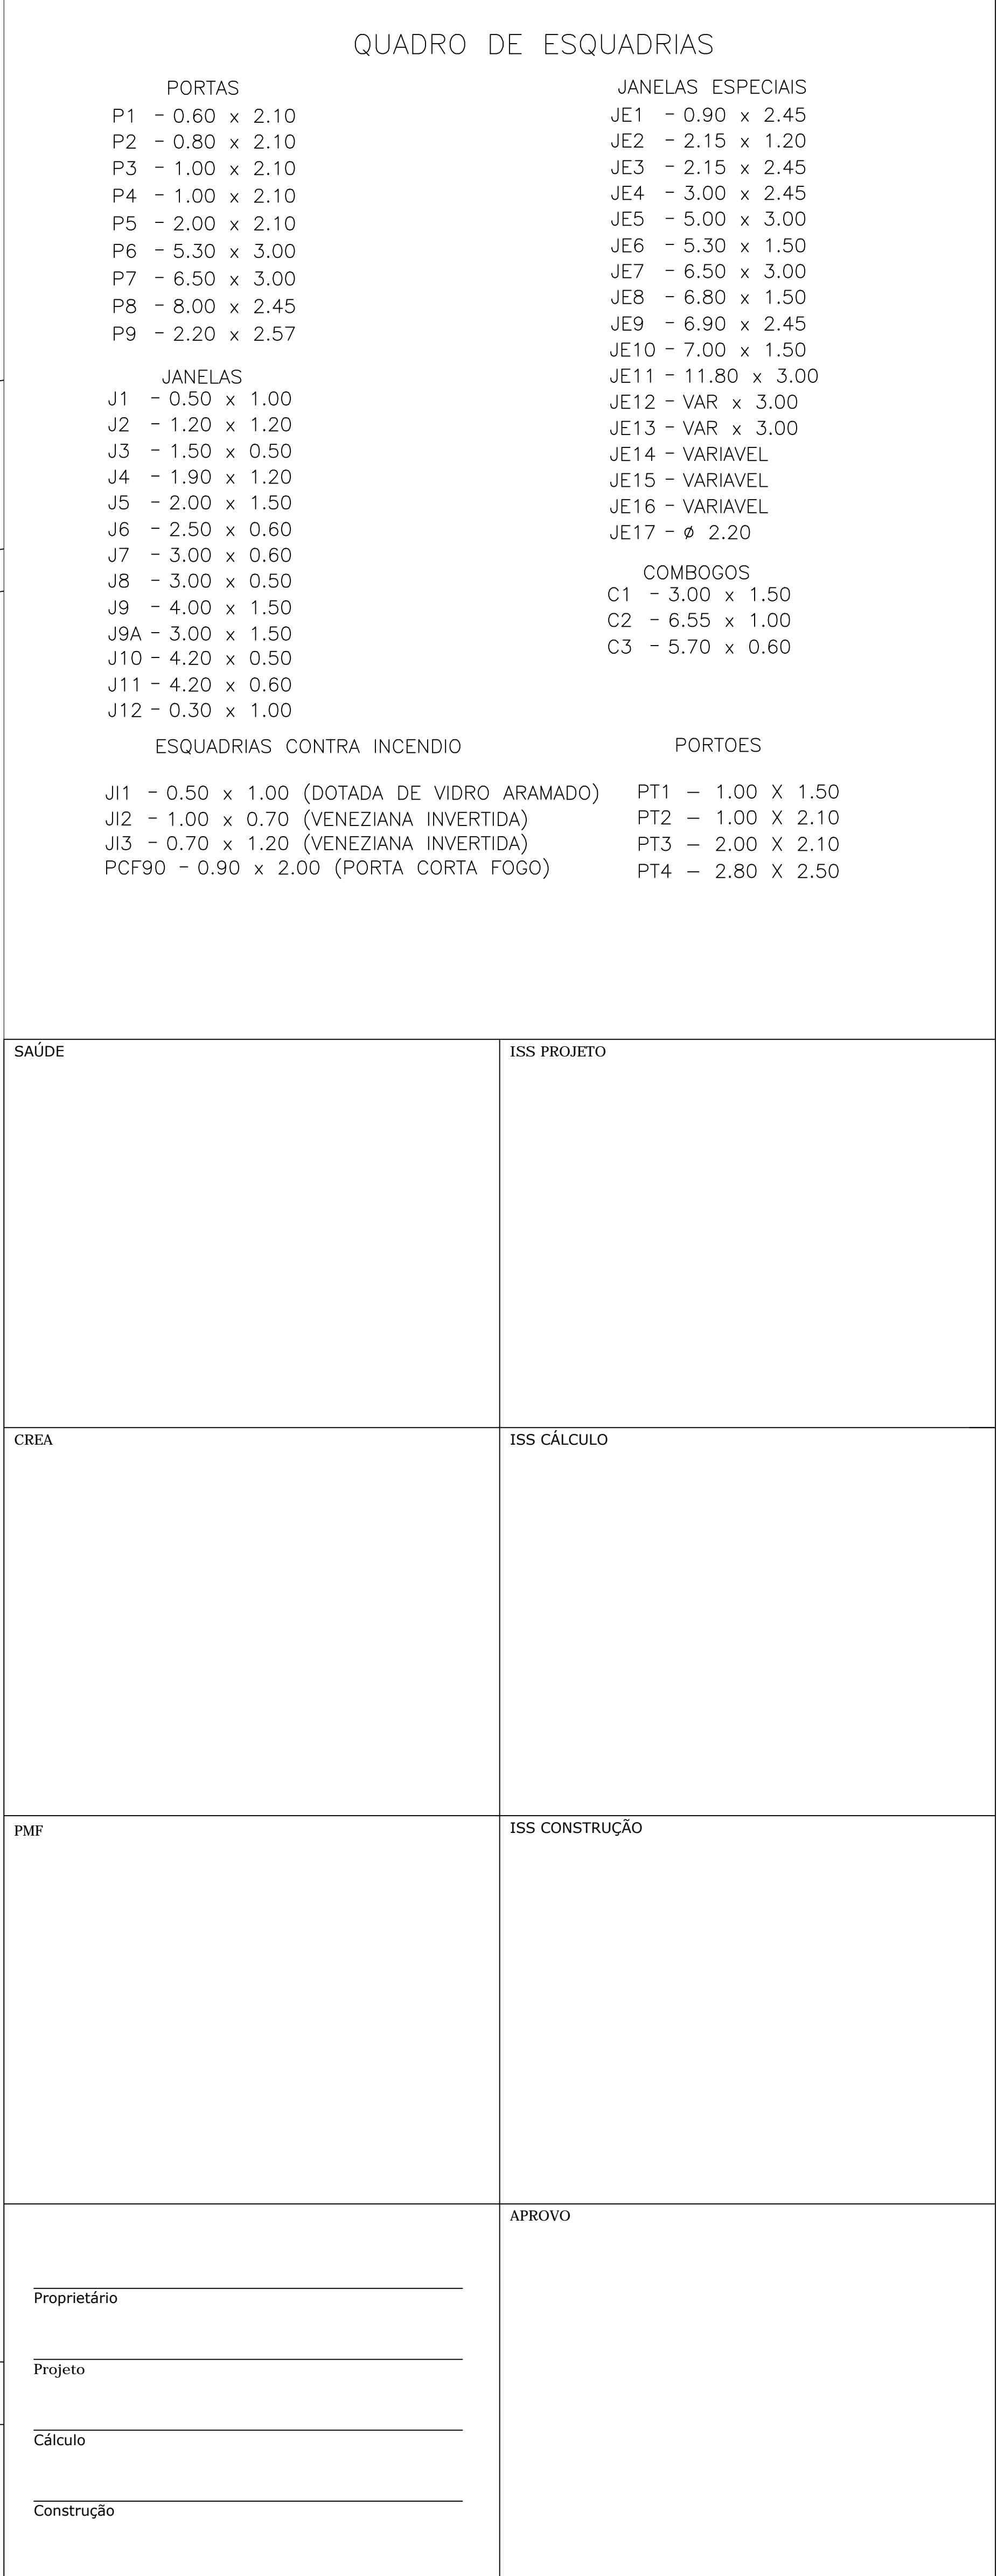 QUADRO DE ESQUADRIAS
PORTAS
P1 - 0.60 x 2.10
P2 - 0.80 x 2.10
P3 - 1.00 x 2.10
P4 - 1.00 x 2.10
P5 - 2.00 x 2.10
P6 - 5.30 x 3.00
P7 - 6.50 x 3.00
P8 - 8.00 x 2.45
P9 - 2.20 x 2.57
JANELAS
J1 - 0.50 x 1.00
J2 - 1.20 x 1.20
J3 - 1.50 x 0.50
J4 - 1.90 x 1.20
J5 - 2.00 x 1.50
J6 - 2.50 x 0.60
J7 - 3.00 x 0.60
J8 - 3.00 x 0.50
J9 - 4.00 x 1.50
J9A - 3.00 x 1.50
J10 - 4.20 x 0.50
J11 - 4.20 x 0.60
J12 - 0.30 x 1.00
JANELAS ESPECIAIS
JE1 - 0.90 x 2.45
JE2 - 2.15 x 1.20
JE3 - 2.15 x 2.45
JE4 - 3.00 x 2.45
JE5 - 5.00 x 3.00
JE6 - 5.30 x 1.50
JE7 - 6.50 x 3.00
JE8 - 6.80 x 1.50
JE9 - 6.90 x 2.45
JE10 - 7.00 x 1.50
JE11 - 11.80 x 3.00
JE12 - VAR x 3.00
JE13 - VAR x 3.00
JE14 - VARIAVEL
JE15 - VARIAVEL
JE16 - VARIAVEL
JE17 - ø 2.20
COMBOGOS
C1 - 3.00 x 1.50
C2 - 6.55 x 1.00
C3 - 5.70 x 0.60
ESQUADRIAS CONTRA INCENDIO
JI1 - 0.50 x 1.00 (DOTADA DE VIDRO ARAMADO)
JI2 - 1.00 x 0.70 (VENEZIANA INVERTIDA)
JI3 - 0.70 x 1.20 (VENEZIANA INVERTIDA)
PCF90 - 0.90 x 2.00 (PORTA CORTA FOGO)
PORTOES
PT1 – 1.00 X 1.50
PT2 – 1.00 X 2.10
PT3 – 2.00 X 2.10
PT4 – 2.80 X 2.50
SAÚDE
ISS PROJETO
CREA
ISS CÁLCULO
PMF
ISS CONSTRUÇÃO
APROVO
Proprietário
Projeto
Cálculo
Construção